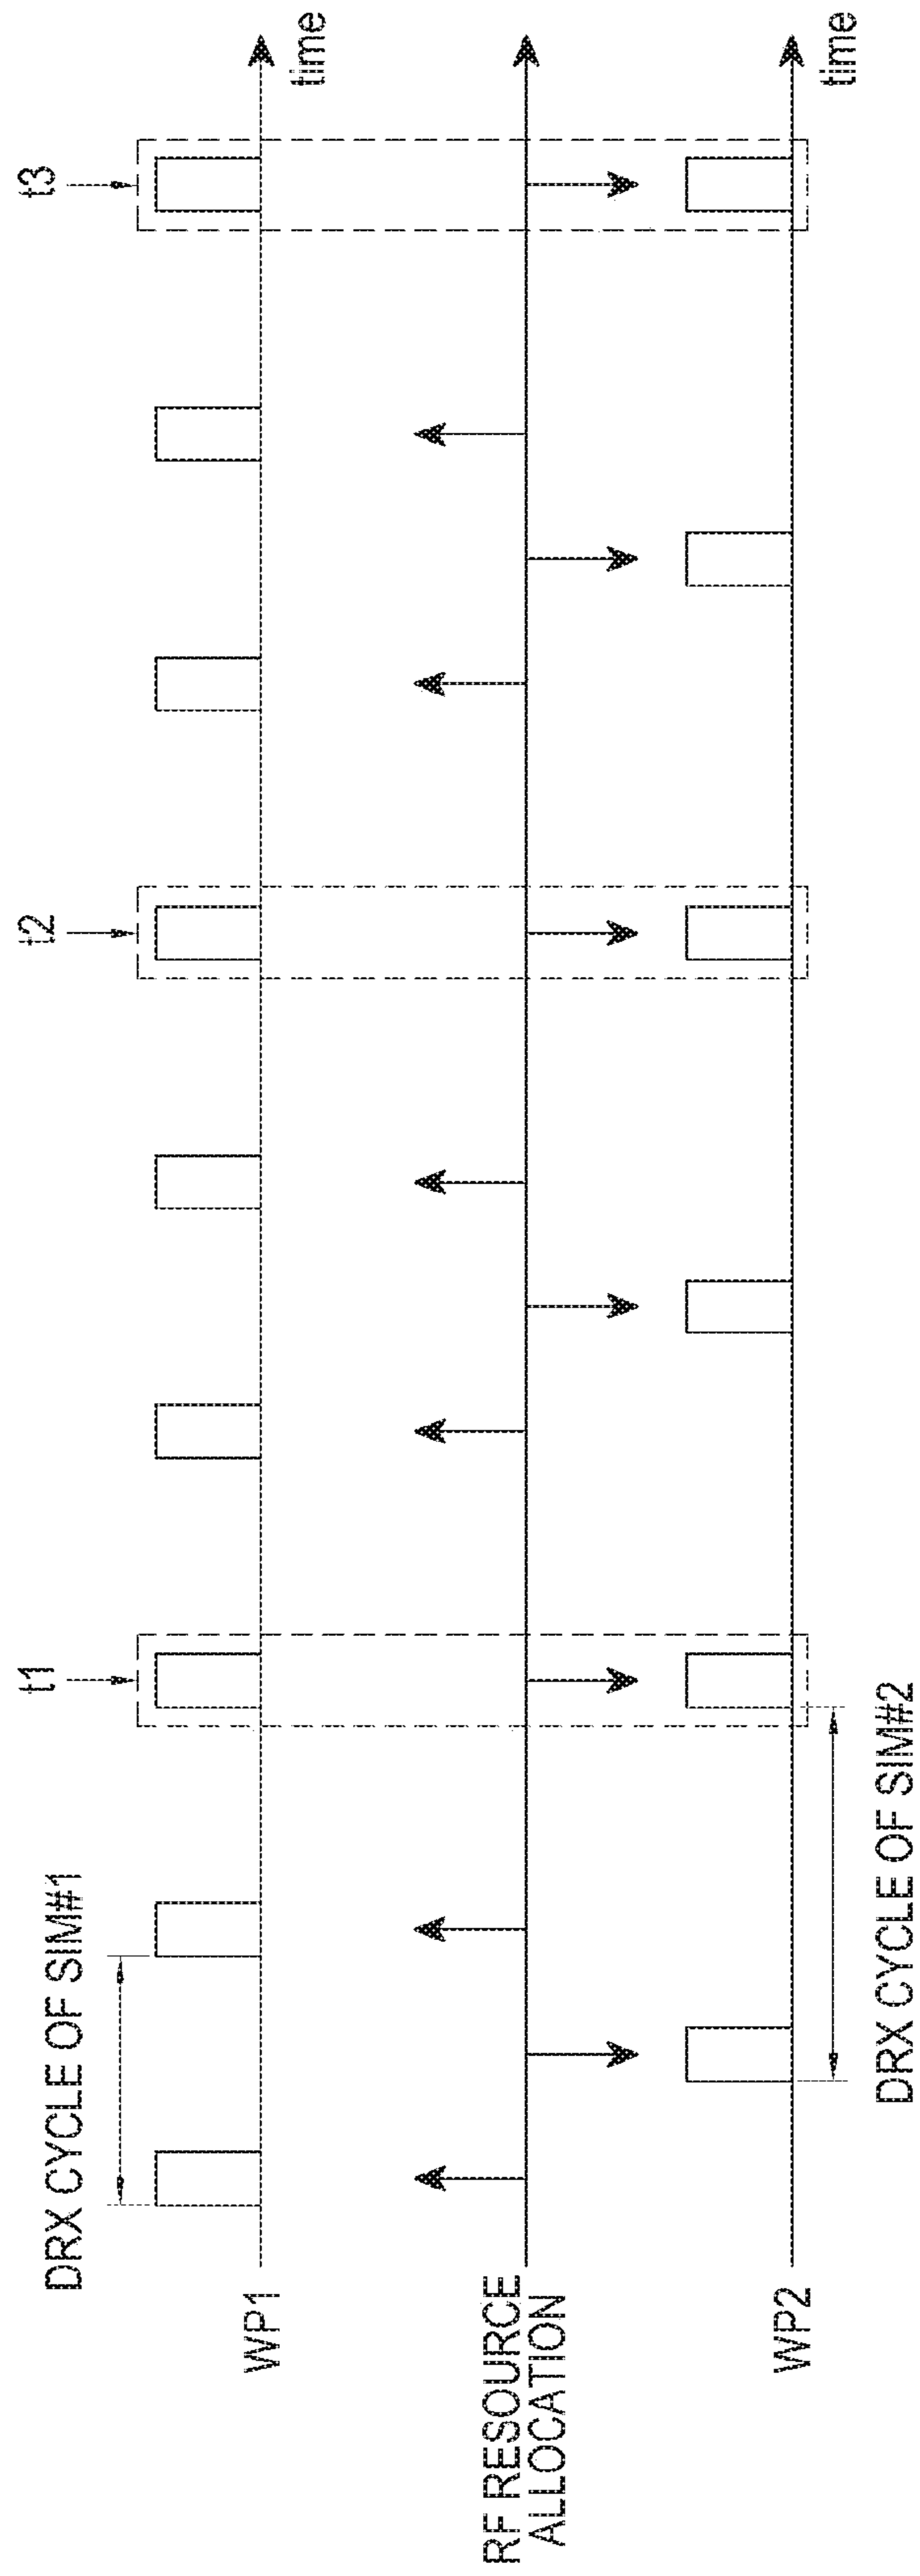 DRX CYCLE OF SIM#1
t1
t2
t3
WP1
time
RF RESOURCE
ALLOCATION
WP2
time
DRX CYCLE OF SIM#2